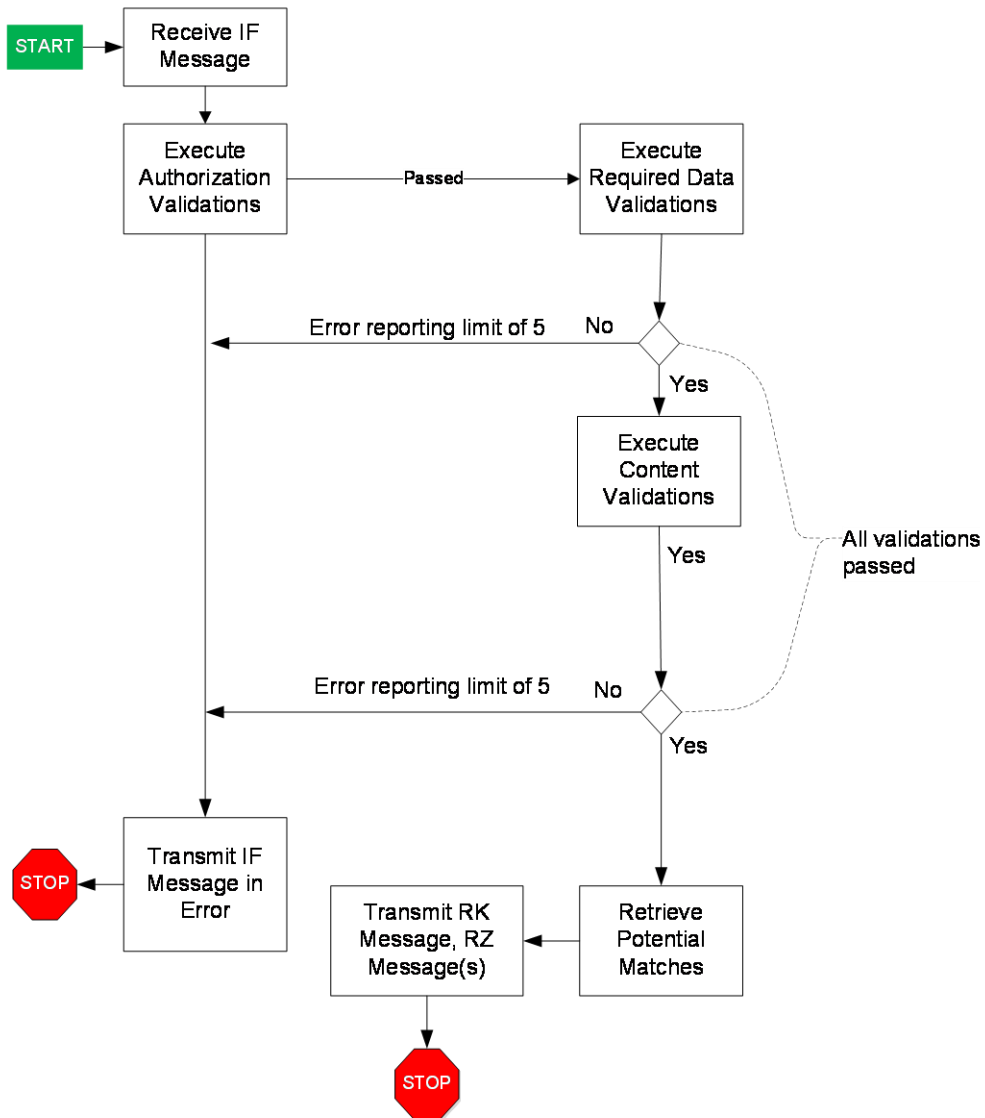 START
Receive IF
Message
Execute
Authorization
Validations
Passed
Execute
Required Data
Validations
Error reporting limit of 5
No
Yes
Execute
Content
Validations
Yes
All validations
passed
Error reporting limit of 5
No
Yes
Transmit IF
Message in
Error
STOP
Transmit RK
Message, RZ
Message(s)
Retrieve
Potential
Matches
STOP